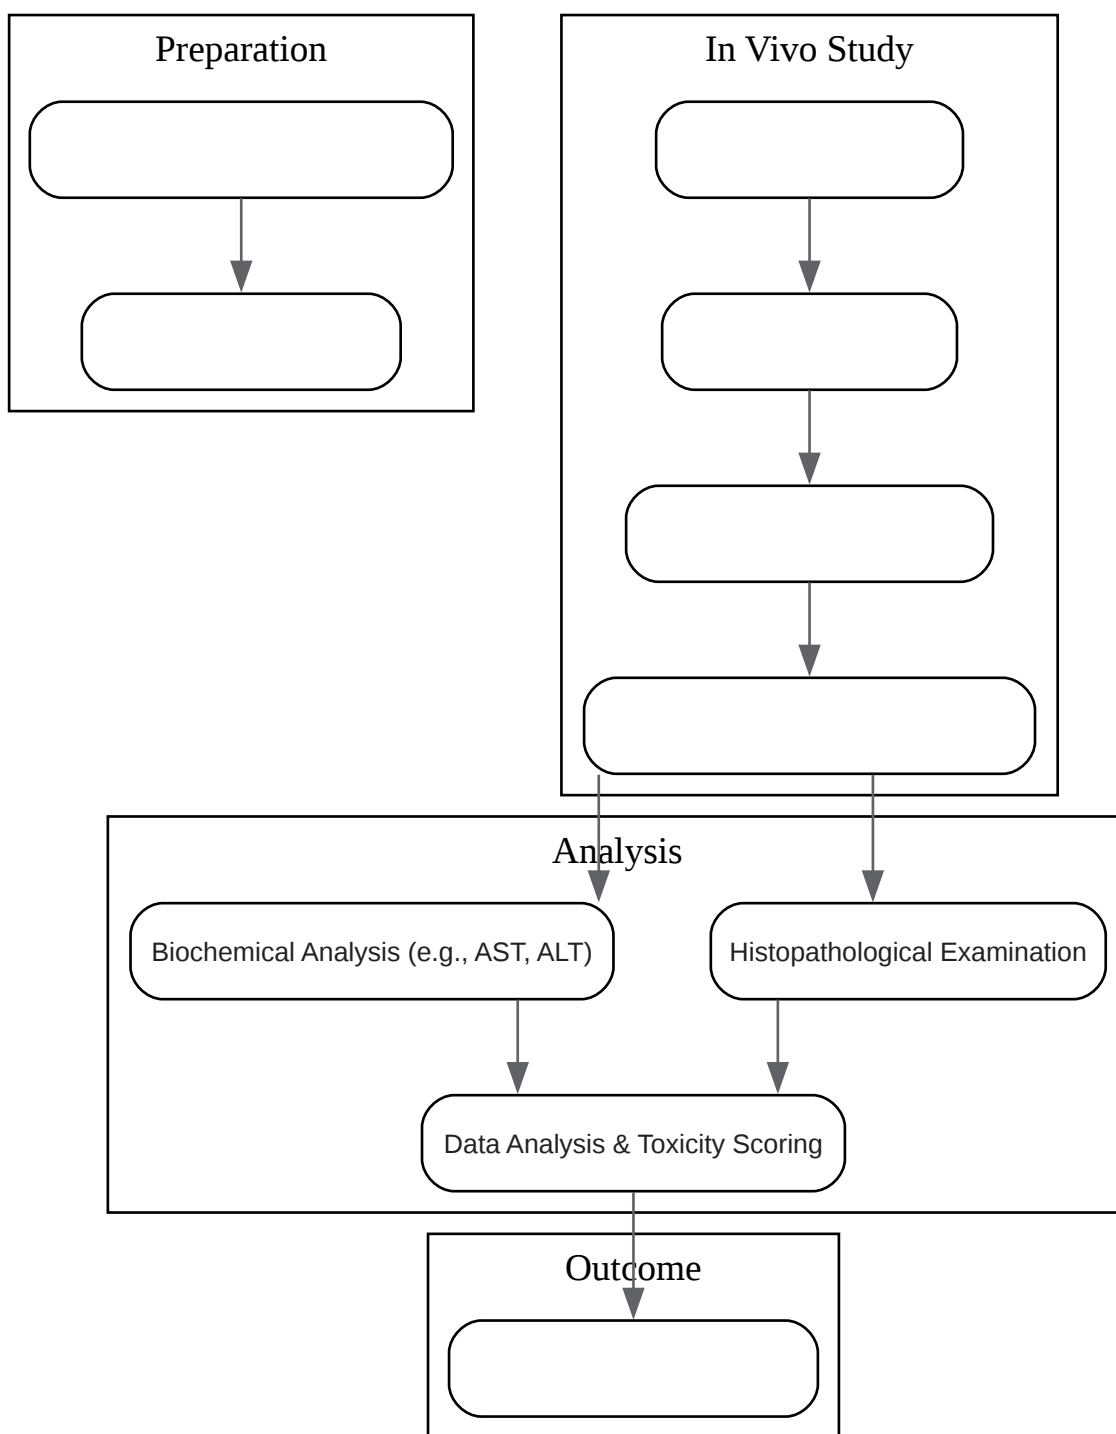 Preparation
In Vivo Study
Analysis
Biochemical Analysis (e.g., AST, ALT)
Histopathological Examination
Data Analysis & Toxicity Scoring
Outcome